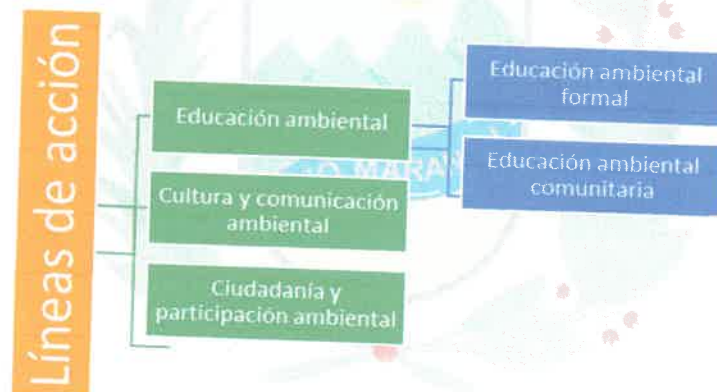 Líneas de acción
Educación ambiental
Cultura y comunicación
ambiental
Ciudadanía y
participación ambiental
Educación ambiental
formal
Educación ambiental
comunitaria